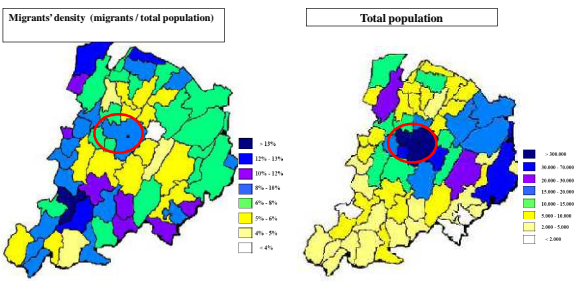 Migrants' density (migrants / total population)
> 13%
12% - 13%
10% - 12%
8% - 10%
6% - 8%
5% - 6%
4% - 5%
< 4%
Total population
> 300.000
30.000 - 70.000
20.000 - 30.000
15.000 - 20.000
10.000 - 15.000
5.000 - 10.000
2.000 - 5.000
< 2.000